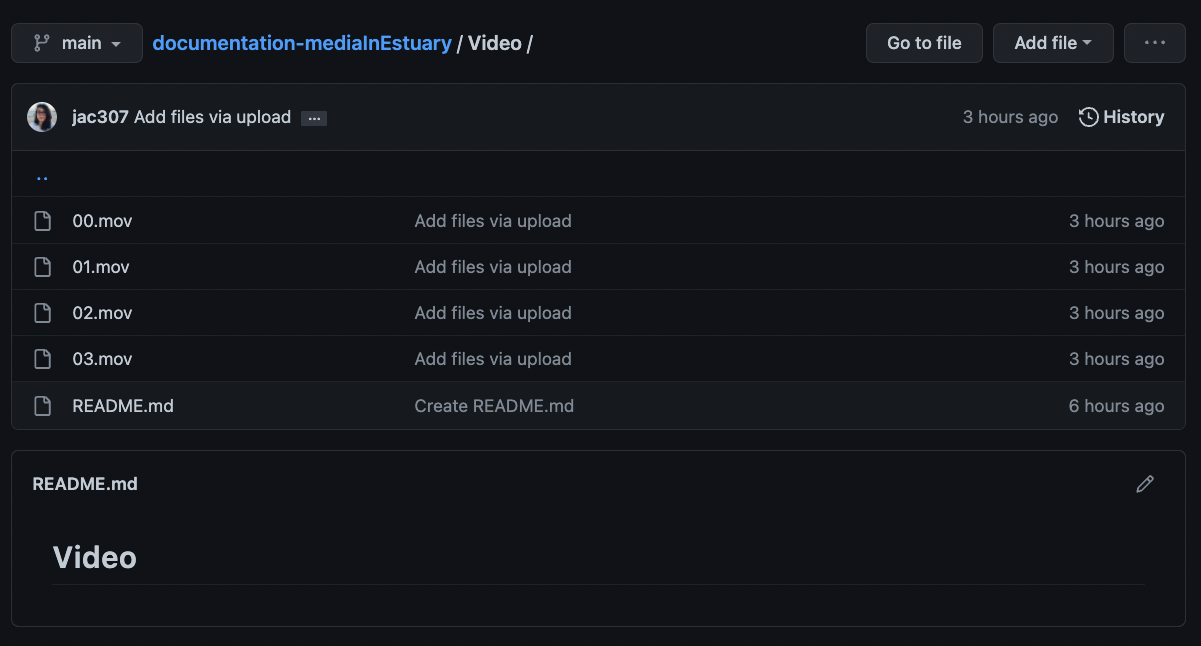 main documentation-mediaInEstuary / Video / Go to file Add file ...
jac307 Add files via upload ... 3 hours ago History
..
00.mov Add files via upload 3 hours ago
01.mov Add files via upload 3 hours ago
02.mov Add files via upload 3 hours ago
03.mov Add files via upload 3 hours ago
README.md Create README.md 6 hours ago
README.md
Video